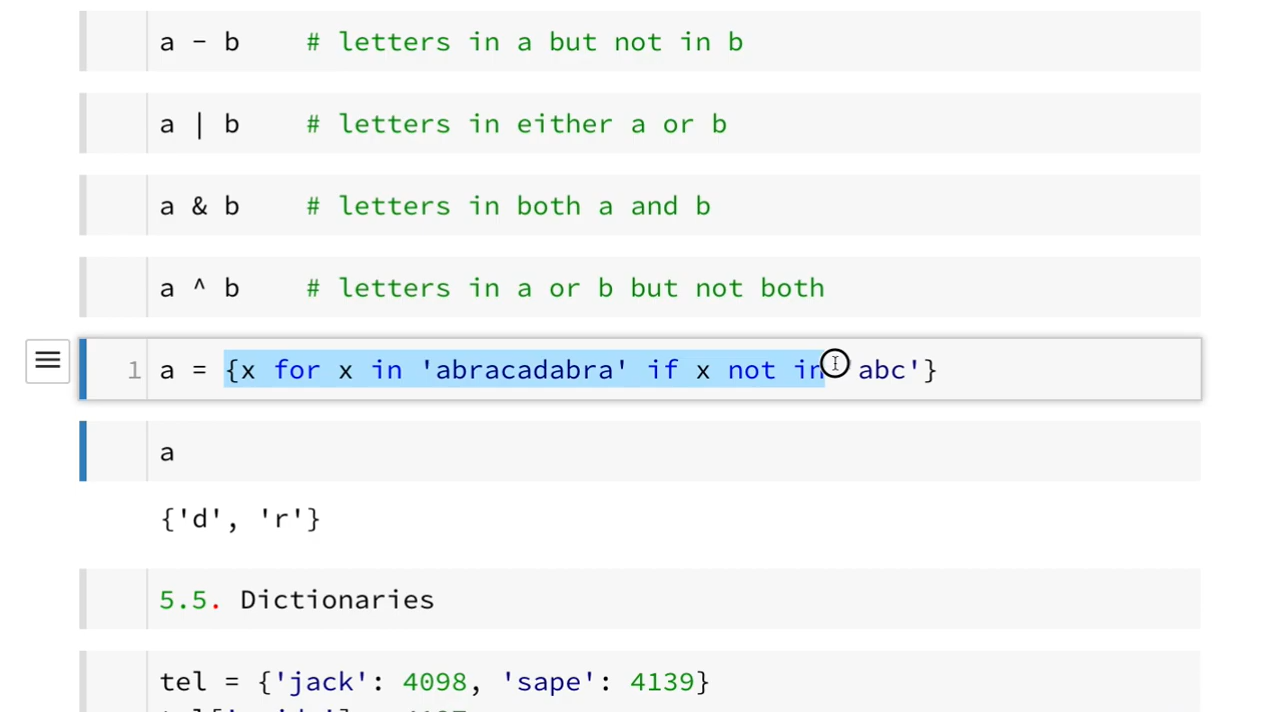 a - b    # letters in a but not in b
a | b    # letters in either a or b
a & b    # letters in both a and b
a ^ b    # letters in a or b but not both
1 a = {x for x in 'abracadabra' if x not in abc'}
a
{'d', 'r'}
5.5. Dictionaries
tel = {'jack': 4098, 'sape': 4139}